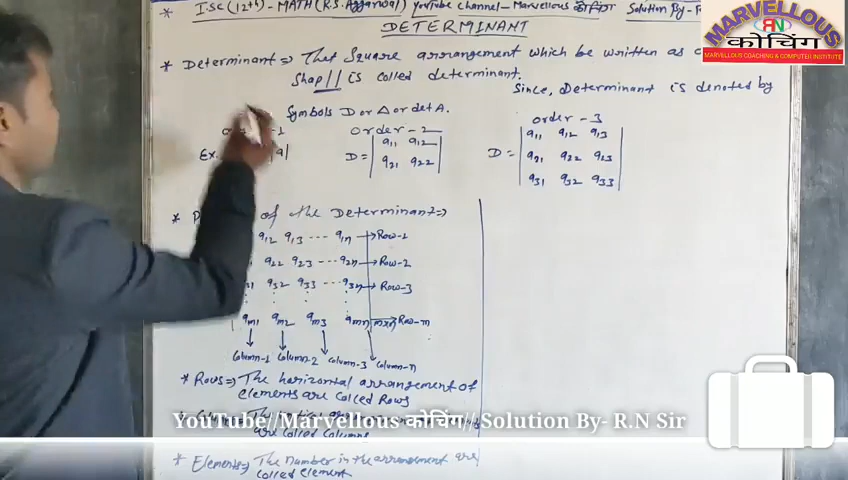 * I.SC (12th) - MATH (R.S. Aggarwal) YouTube channel - Marvellous कोचिंग Solution By -
MARVELLOUS
RN
कोचिंग
MARVELLOUS COACHING & COMPUTER INSTITUTE
DETERMINANT
* Determinant => That Square arrangement which be written as
Shap || is called determinant.
Since, Determinant is denoted by
Symbols D or △ or det A.
order - 2
order - 3
Ex.
D = | a11 a12 |
| a21 a22 |
D = | a11 a12 a13 |
| a21 a22 a23 |
| a31 a32 a33 |
* of the Determinant =>
a12 a13 ... a1n → Row-1
a22 a23 ... a2n → Row-2
a32 a33 ... a3n → Row-3
am1 am2 am3 amn mxn → Row-m
Column-1 Column-2 Column-3 Column-n
* Rows => The horizontal arrangement of
elements are called Rows
YouTube//Marvellous कोचिंग//Solution By- R.N Sir
are called Columns
* Elements => The number in the arrangement are
called element